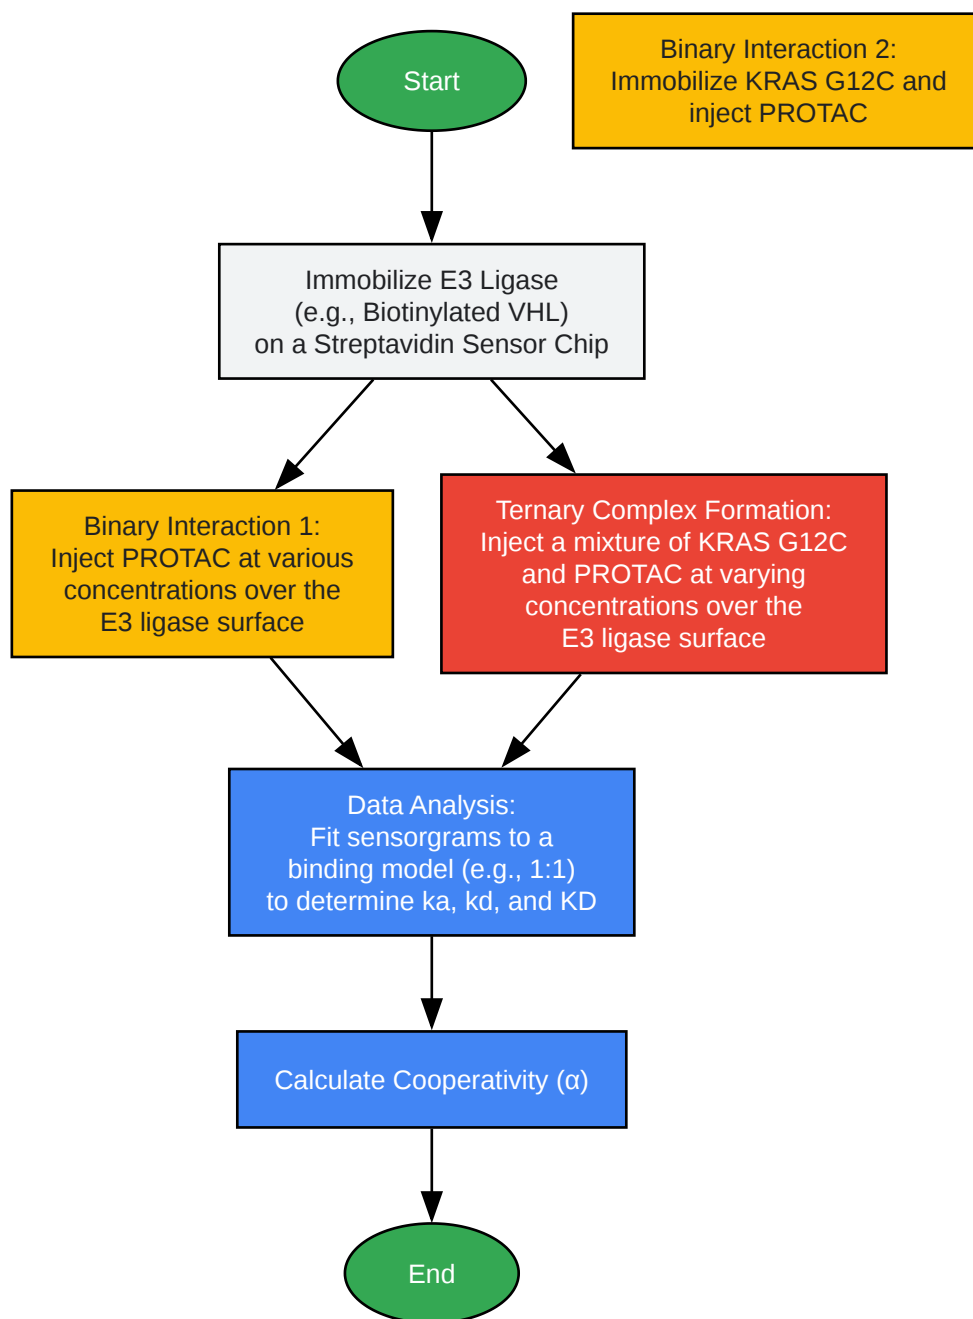 Start
Binary Interaction 2:
Immobilize KRAS G12C and
inject PROTAC
Immobilize E3 Ligase
(e.g., Biotinylated VHL)
on a Streptavidin Sensor Chip
Binary Interaction 1:
Inject PROTAC at various
concentrations over the
E3 ligase surface
Ternary Complex Formation:
Inject a mixture of KRAS G12C
and PROTAC at varying
concentrations over the
E3 ligase surface
Data Analysis:
Fit sensorgrams to a
binding model (e.g., 1:1)
to determine ka, kd, and KD
Calculate Cooperativity (α)
End